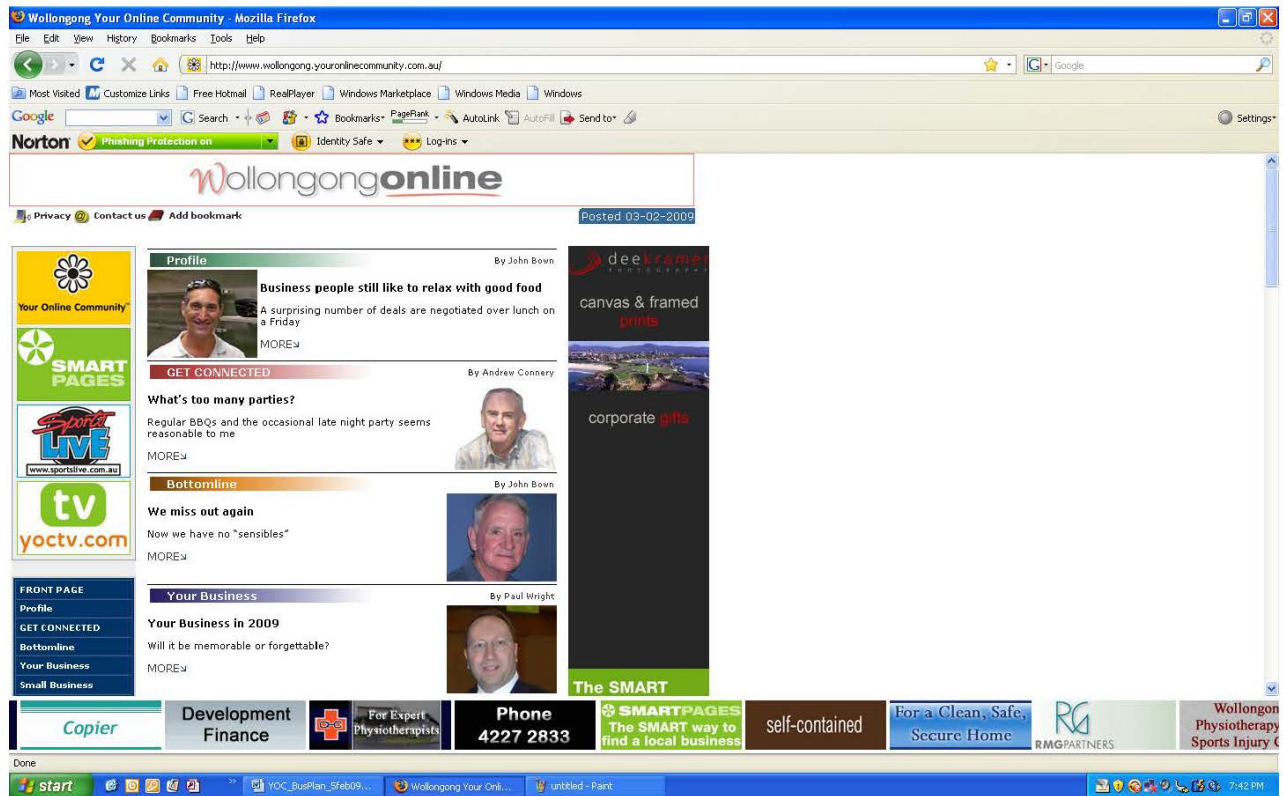 Wollongong Your Online Community - Mozilla Firefox
File Edit View History Bookmarks Tools Help
http://www.wollongong.youronlinecommunity.com.au/
G Google
Most Visited Customize Links Free Hotmail RealPlayer Windows Marketplace Windows Media Windows
Google G Search Bookmarks PageRank AutoLink AutoFill Send to Settings
Norton Phishing Protection on Identity Safe Log-ins
Wollongongonline
Privacy Contact us Add bookmark
Posted 03-02-2009
Your Online Community™
SMART
PAGES
Sportz
LIVE
www.sportslive.com.au
tv
yoctv.com
FRONT PAGE
Profile
GET CONNECTED
Bottomline
Your Business
Small Business
Profile By John Bown
Business people still like to relax with good food
A surprising number of deals are negotiated over lunch on
a Friday
MORE
GET CONNECTED By Andrew Connery
What's too many parties?
Regular BBQs and the occasional late night party seems
reasonable to me
MORE
Bottomline By John Bown
We miss out again
Now we have no "sensibles"
MORE
Your Business By Paul Wright
Your Business in 2009
Will it be memorable or forgettable?
MORE
deekramer
canvas & framed
prints
corporate gifts
The SMART
Copier
Development
Finance
For Expert
Physiotherapists
Phone
4227 2833
SMARTPAGES
The SMART way to
find a local business
self-contained
For a Clean, Safe,
Secure Home
RG
RMGPARTNERS
Wollongon
Physiotherapy
Sports Injury
Done
start YOC_BusPlan_5feb09... Wollongong Your Onli... untitled - Paint 7:42 PM